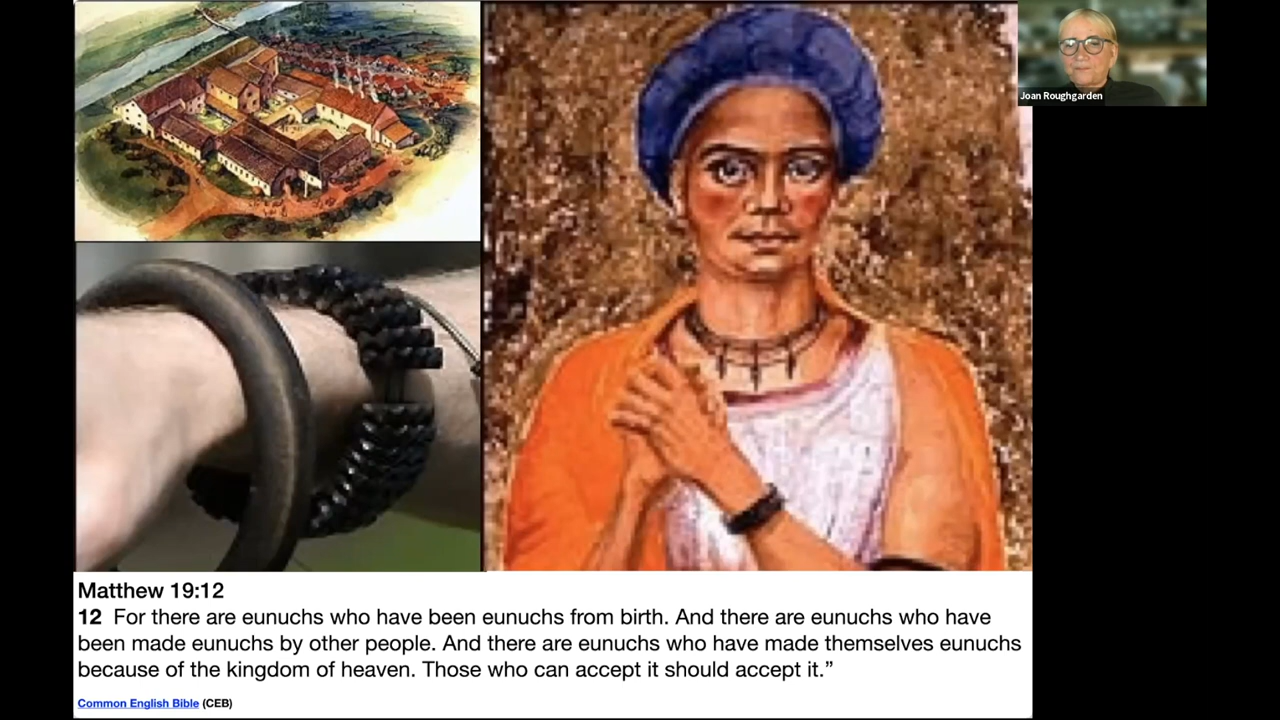 Joan Roughgarden
Matthew 19:12
12 For there are eunuchs who have been eunuchs from birth. And there are eunuchs who have
been made eunuchs by other people. And there are eunuchs who have made themselves eunuchs
because of the kingdom of heaven. Those who can accept it should accept it.”
Common English Bible (CEB)